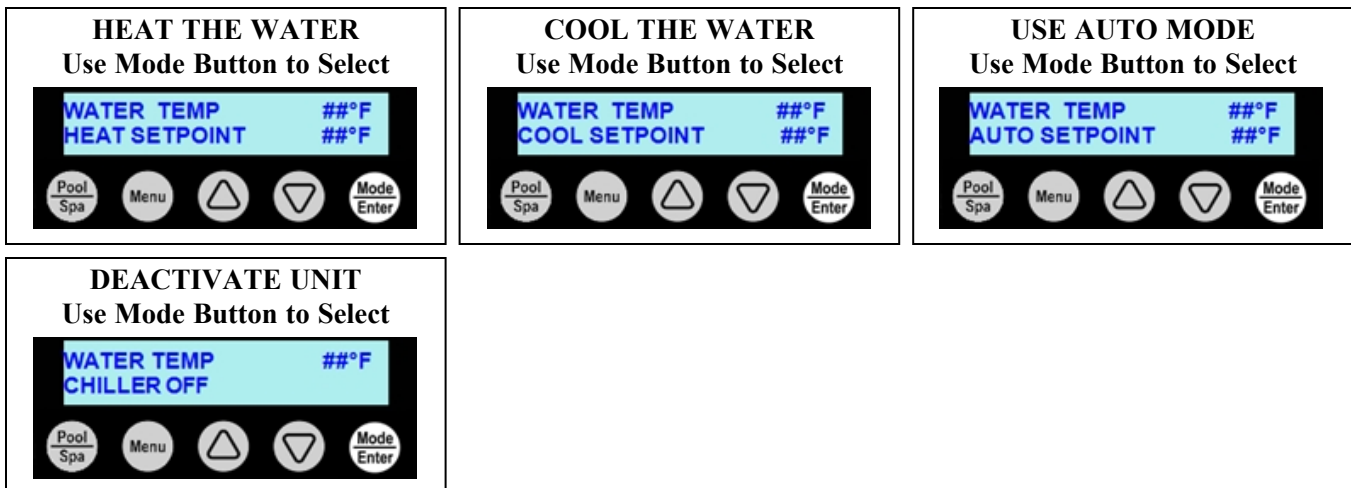 HEAT THE WATER
Use Mode Button to Select
WATER TEMP ##°F
HEAT SETPOINT ##°F
Pool
Spa
Menu
Mode
Enter
COOL THE WATER
Use Mode Button to Select
WATER TEMP ##°F
COOL SETPOINT ##°F
Pool
Spa
Menu
Mode
Enter
USE AUTO MODE
Use Mode Button to Select
WATER TEMP ##°F
AUTO SETPOINT ##°F
Pool
Spa
Menu
Mode
Enter
DEACTIVATE UNIT
Use Mode Button to Select
WATER TEMP ##°F
CHILLER OFF
Pool
Spa
Menu
Mode
Enter